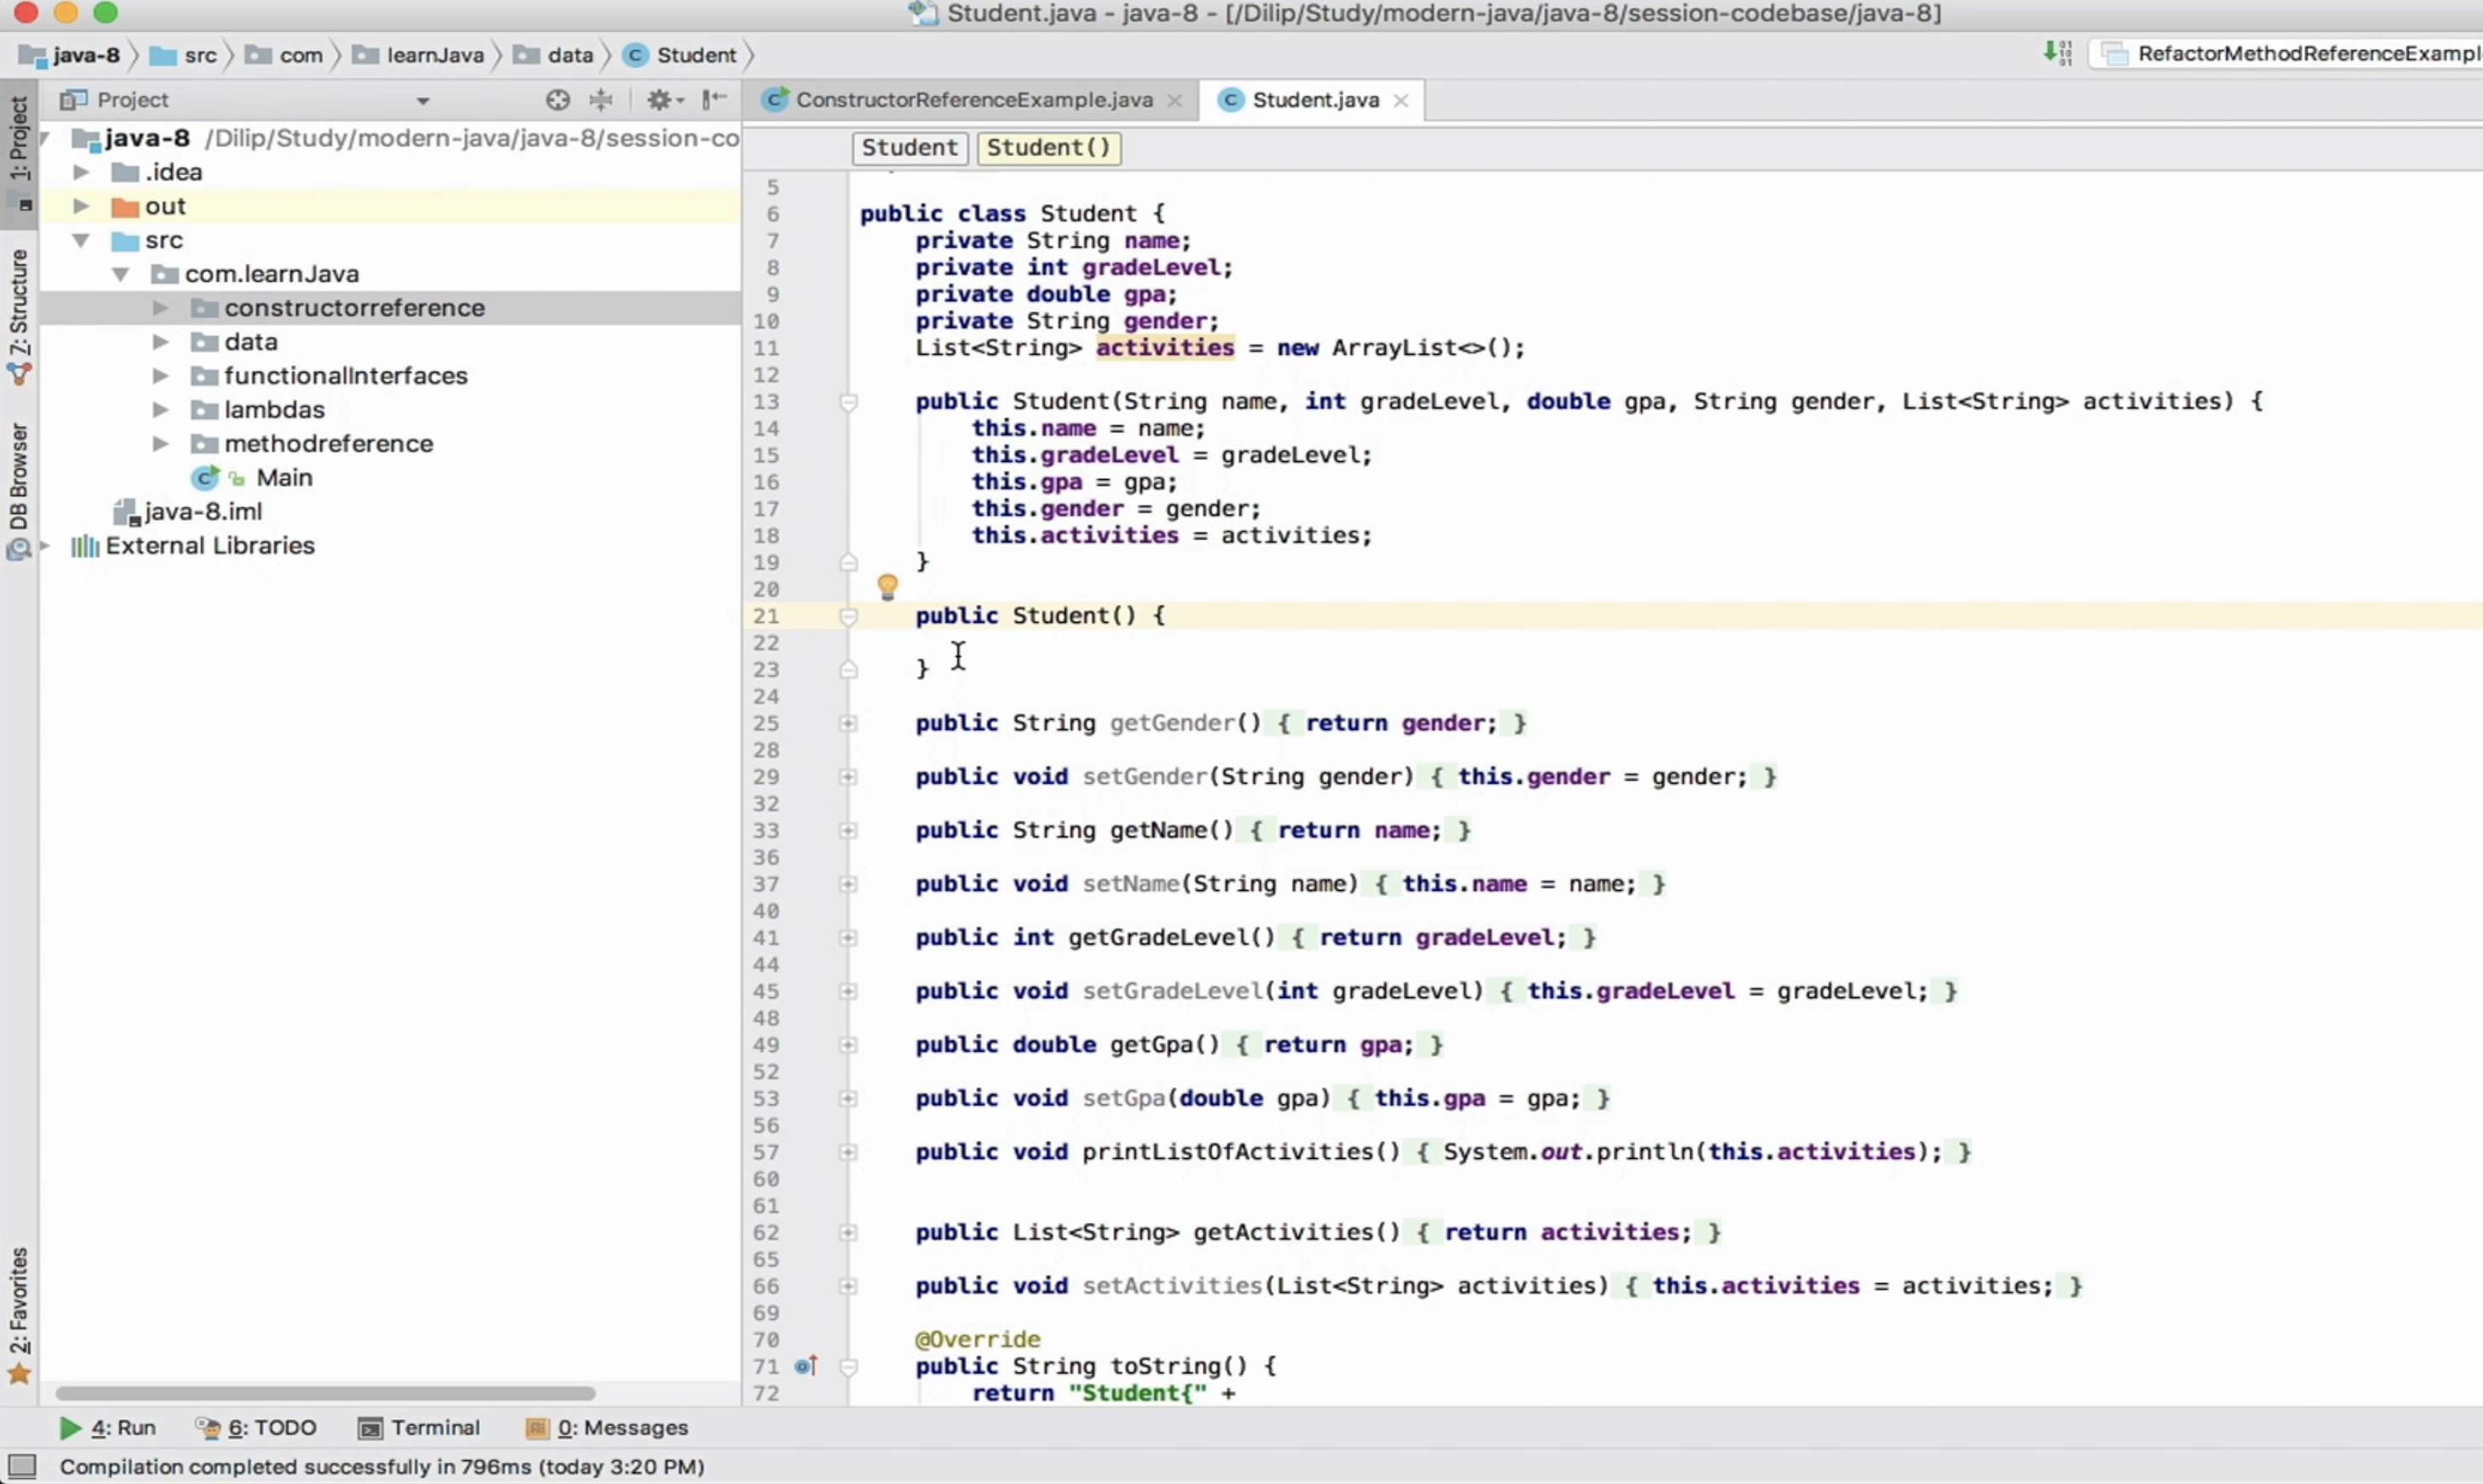 Student.java - java-8 - [/Dilip/Study/modern-java/java-8/session-codebase/java-8]
java-8 src com learnJava data Student
RefactorMethodReferenceExampl
1: Project
7: Structure
DB Browser
2: Favorites
Project
java-8 /Dilip/Study/modern-java/java-8/session-co
.idea
out
src
com.learnJava
constructorreference
data
functionalInterfaces
lambdas
methodreference
Main
java-8.iml
External Libraries
ConstructorReferenceExample.java Student.java
Student Student()
5
6 public class Student {
7 private String name;
8 private int gradeLevel;
9 private double gpa;
10 private String gender;
11 List<String> activities = new ArrayList<>();
12
13 public Student(String name, int gradeLevel, double gpa, String gender, List<String> activities) {
14 this.name = name;
15 this.gradeLevel = gradeLevel;
16 this.gpa = gpa;
17 this.gender = gender;
18 this.activities = activities;
19 }
20
21 public Student() {
22
23 }
24
25 public String getGender() { return gender; }
28
29 public void setGender(String gender) { this.gender = gender; }
32
33 public String getName() { return name; }
36
37 public void setName(String name) { this.name = name; }
40
41 public int getGradeLevel() { return gradeLevel; }
44
45 public void setGradeLevel(int gradeLevel) { this.gradeLevel = gradeLevel; }
48
49 public double getGpa() { return gpa; }
52
53 public void setGpa(double gpa) { this.gpa = gpa; }
56
57 public void printListOfActivities() { System.out.println(this.activities); }
60
61
62 public List<String> getActivities() { return activities; }
65
66 public void setActivities(List<String> activities) { this.activities = activities; }
69
70 @Override
71 public String toString() {
72 return "Student{" +
4: Run 6: TODO Terminal 0: Messages
Compilation completed successfully in 796ms (today 3:20 PM)